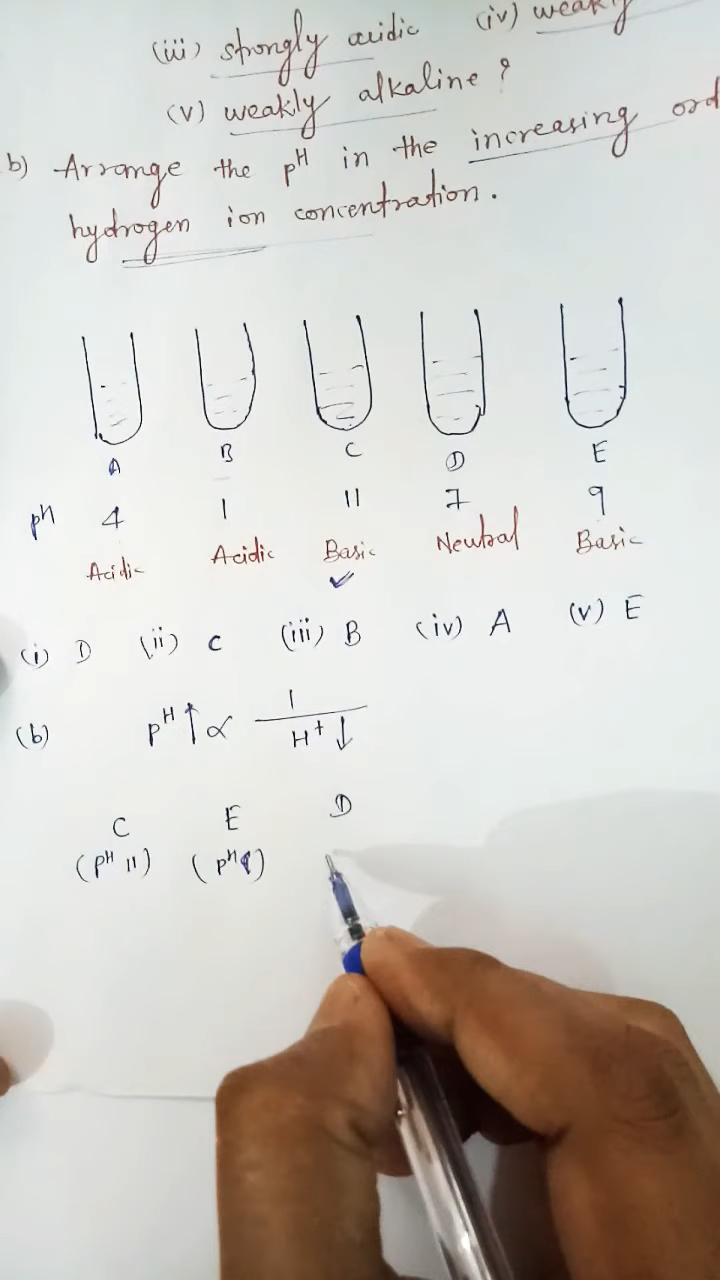 (iii) strongly acidic (iv) weakly
(v) weakly alkaline ?
b) Arrange the pH in the increasing ord
hydrogen ion concentration.
A B C D E
pH 4 1 11 7 9
Acidic Acidic Basic Neutral Basic
(i) D (ii) C (iii) B (iv) A (v) E
(b) pH ↑ ∝ 1
H+ ↓
C E D
(pH 11) (pH 9)